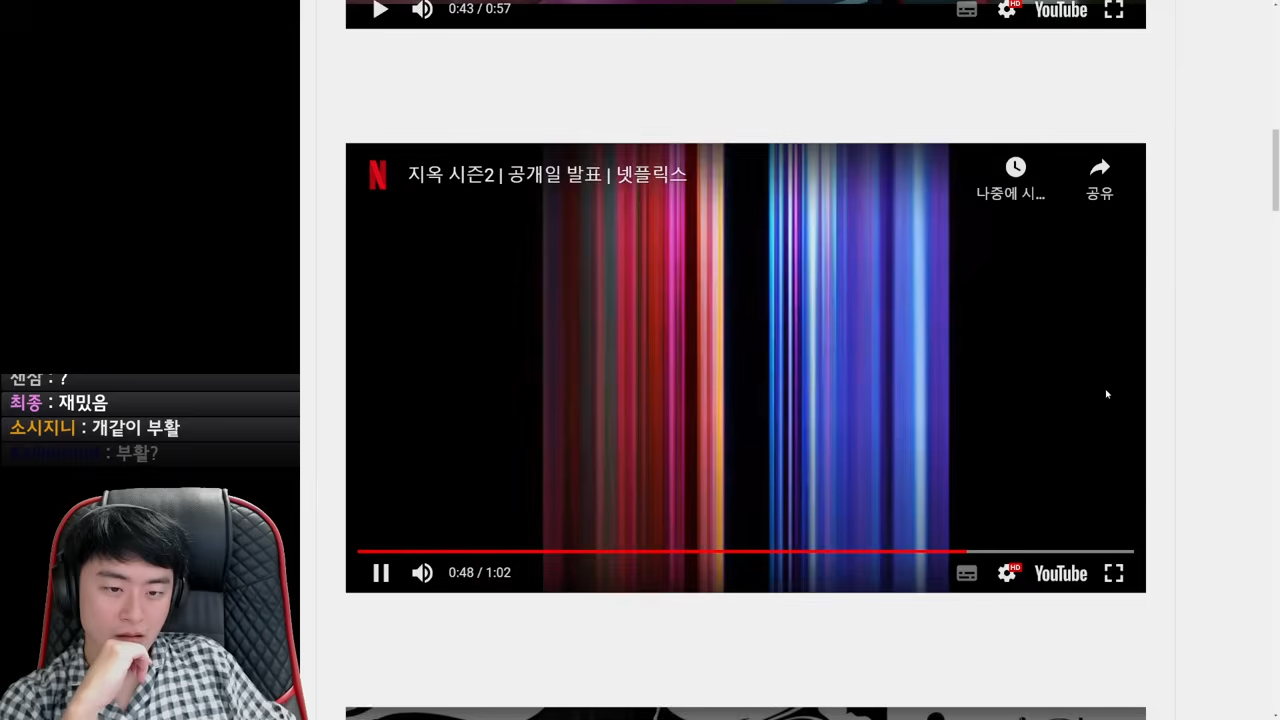 0:43 / 0:57
HD
YouTube
N
지옥 시즌2 | 공개일 발표 | 넷플릭스
나중에 시...
공유
: ?
최종 : 재밌음
소시지니 : 개같이 부활
: 부활?
0:48 / 1:02
HD
YouTube